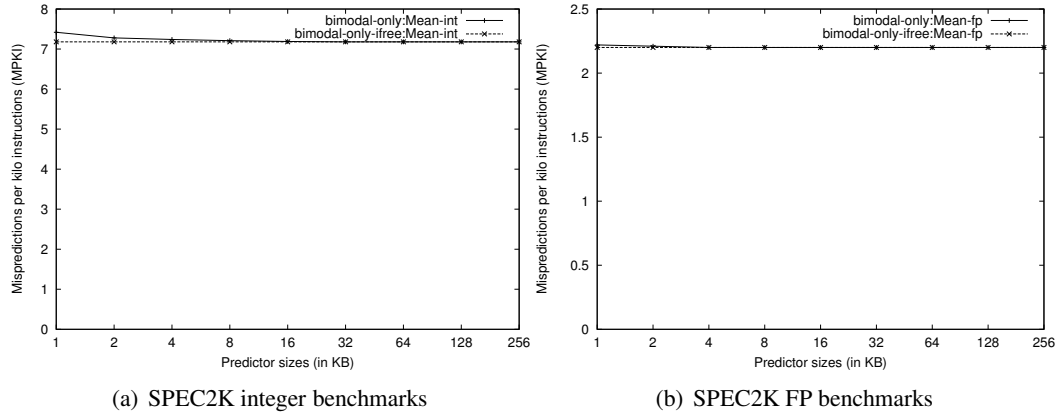 8
7
6
5
4
3
2
1
0
Mispredictions per kilo instructions (MPKI)
bimodal-only:Mean-int
bimodal-only-ifree:Mean-int
1 2 4 8 16 32 64 128 256
Predictor sizes (in KB)
(a) SPEC2K integer benchmarks
2.5
2
1.5
1
0.5
0
Mispredictions per kilo instructions (MPKI)
bimodal-only:Mean-fp
bimodal-only-ifree:Mean-fp
1 2 4 8 16 32 64 128 256
Predictor sizes (in KB)
(b) SPEC2K FP benchmarks